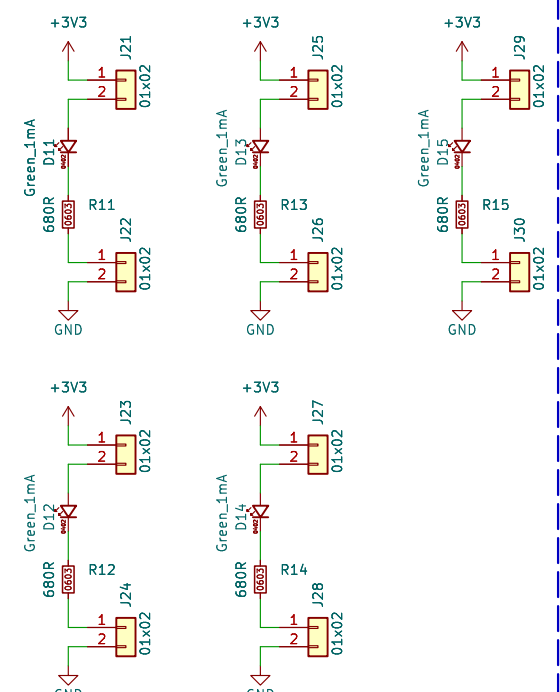 +3V3
J21
1
2
01x02
Green_1mA
D11
0402
680R
0603
R11
J22
1
2
01x02
GND
+3V3
J25
1
2
01x02
Green_1mA
D13
0402
680R
0603
R13
J26
1
2
01x02
GND
+3V3
J29
1
2
01x02
Green_1mA
D15
0402
680R
0603
R15
J30
1
2
01x02
GND
+3V3
J23
1
2
01x02
Green_1mA
D12
0402
680R
0603
R12
J24
1
2
01x02
GND
+3V3
J27
1
2
01x02
Green_1mA
D14
0402
680R
0603
R14
J28
1
2
01x02
GND